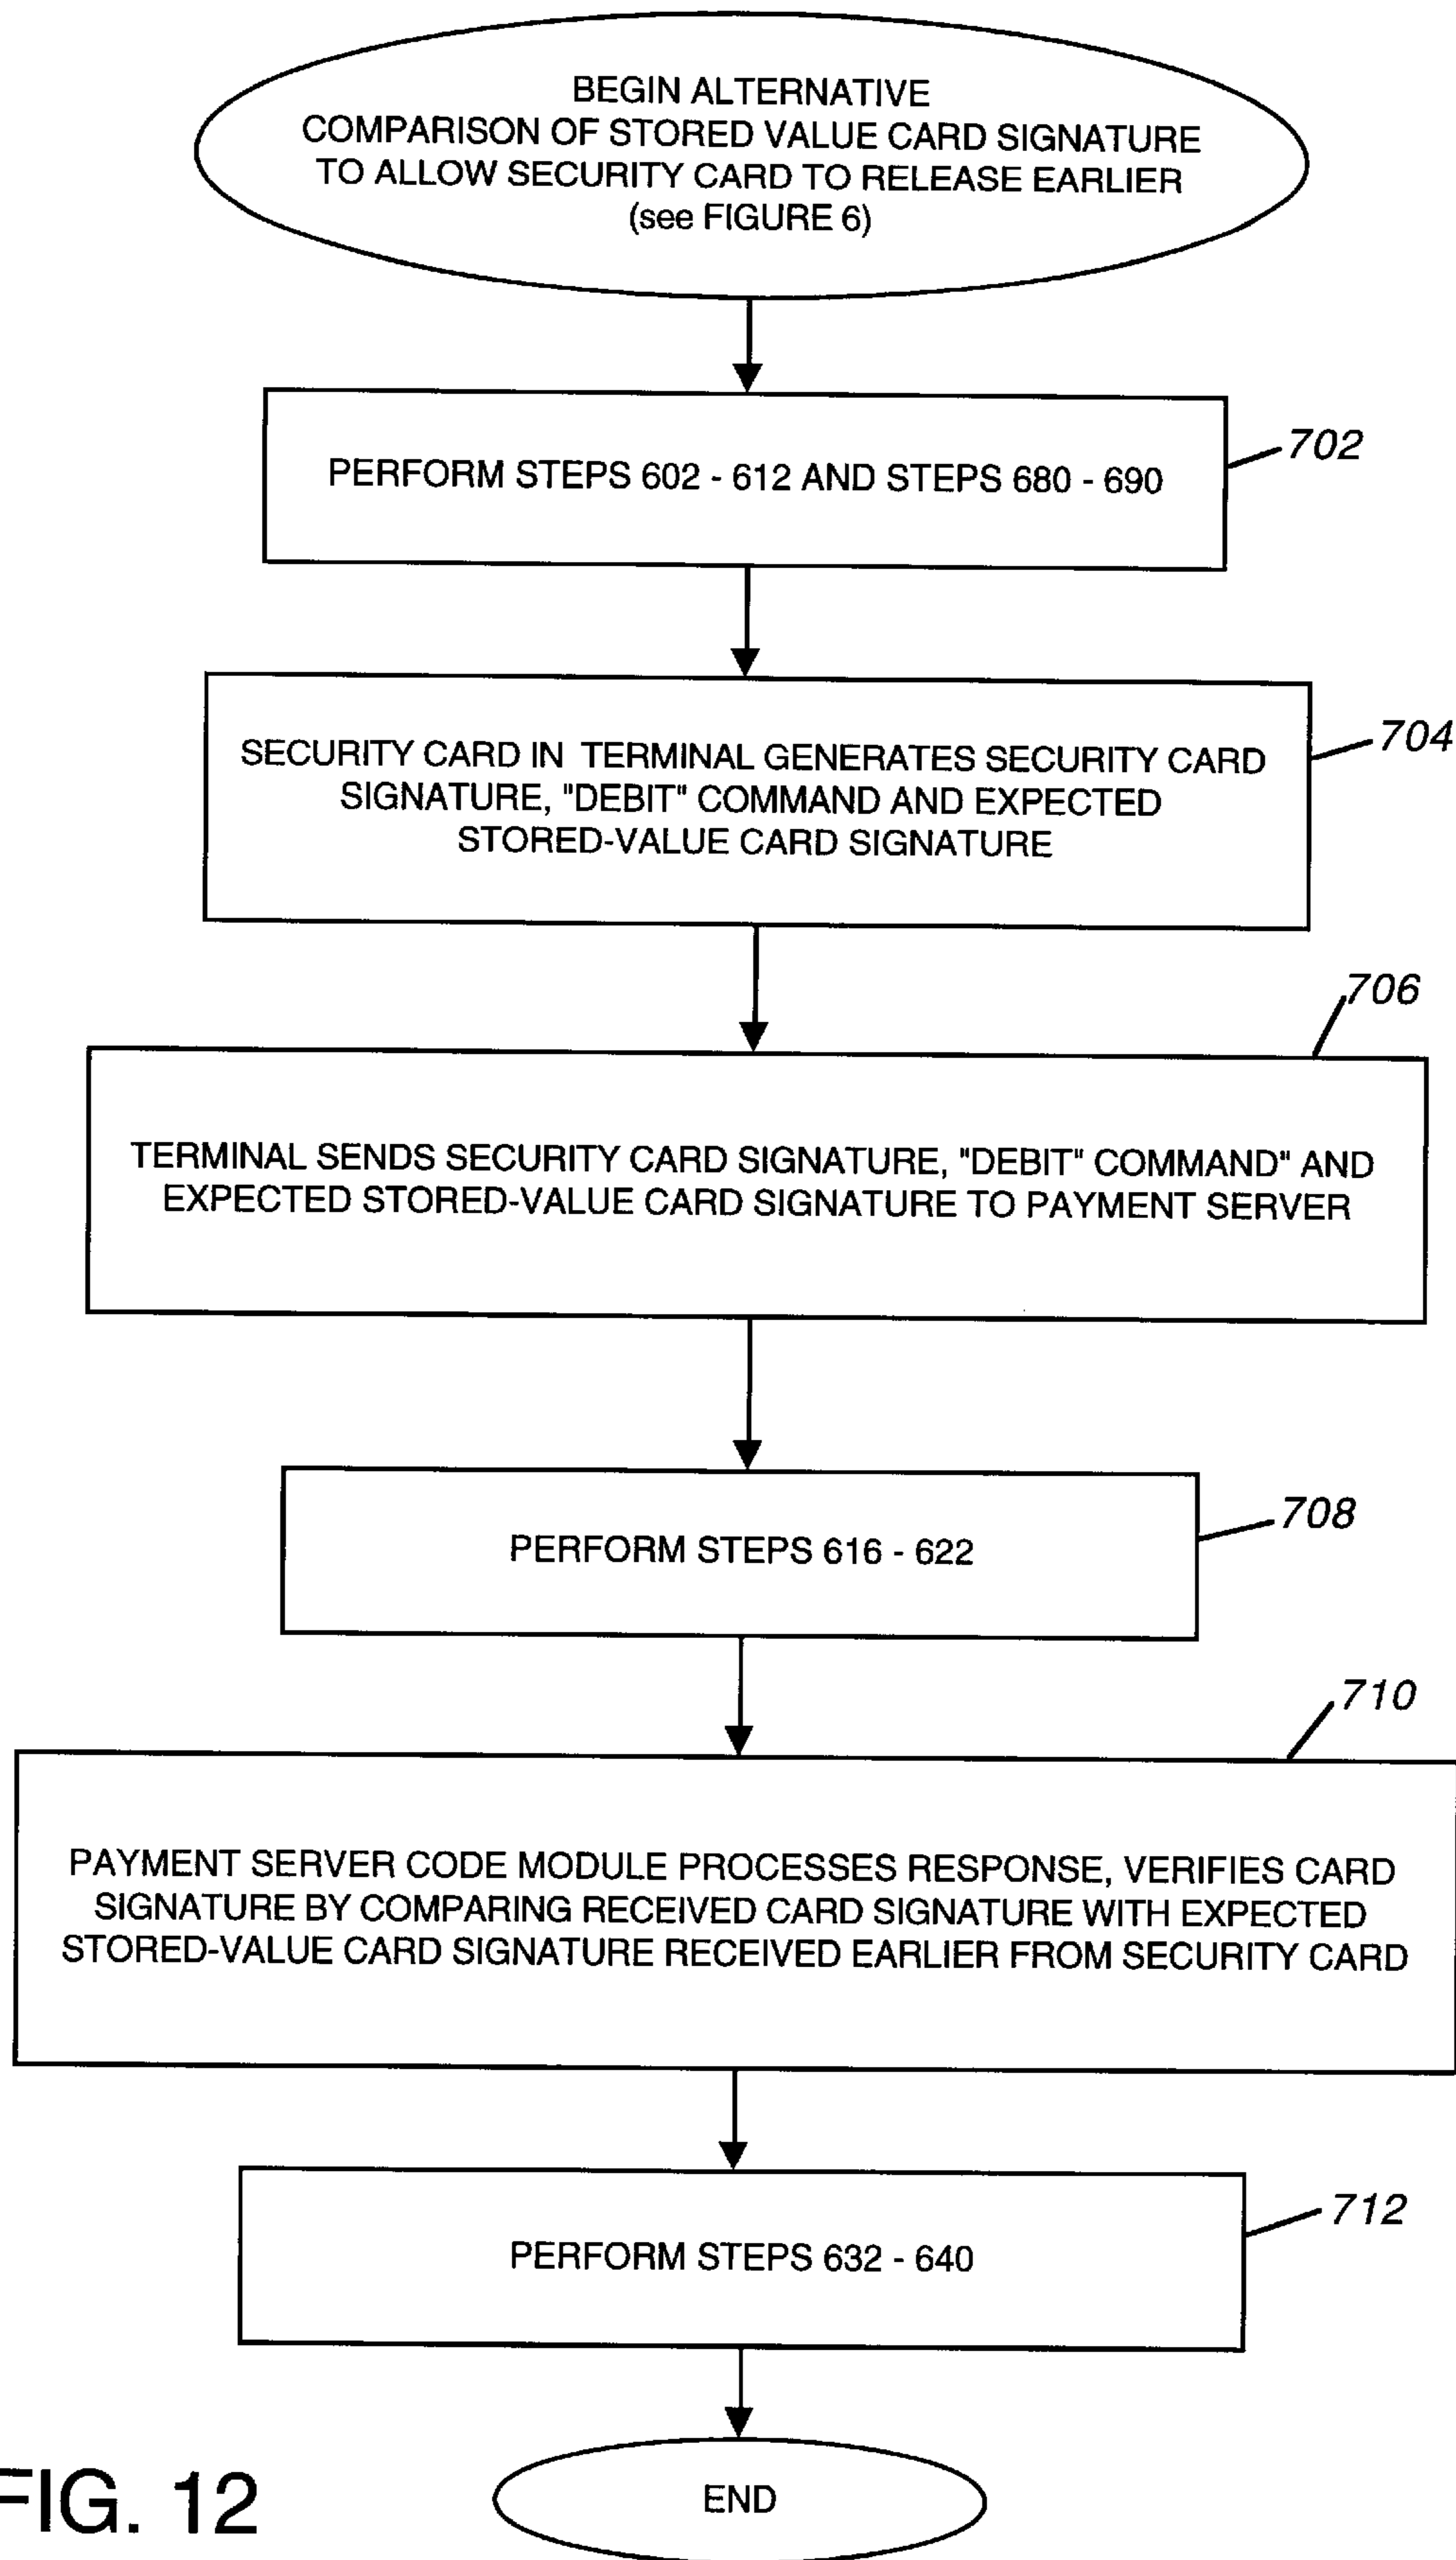 BEGIN ALTERNATIVE
COMPARISON OF STORED VALUE CARD SIGNATURE
TO ALLOW SECURITY CARD TO RELEASE EARLIER
(see FIGURE 6)
702
PERFORM STEPS 602 - 612 AND STEPS 680 - 690
704
SECURITY CARD IN TERMINAL GENERATES SECURITY CARD
SIGNATURE, "DEBIT" COMMAND AND EXPECTED
STORED-VALUE CARD SIGNATURE
706
TERMINAL SENDS SECURITY CARD SIGNATURE, "DEBIT" COMMAND" AND
EXPECTED STORED-VALUE CARD SIGNATURE TO PAYMENT SERVER
708
PERFORM STEPS 616 - 622
710
PAYMENT SERVER CODE MODULE PROCESSES RESPONSE, VERIFIES CARD
SIGNATURE BY COMPARING RECEIVED CARD SIGNATURE WITH EXPECTED
STORED-VALUE CARD SIGNATURE RECEIVED EARLIER FROM SECURITY CARD
712
PERFORM STEPS 632 - 640
END
FIG. 12